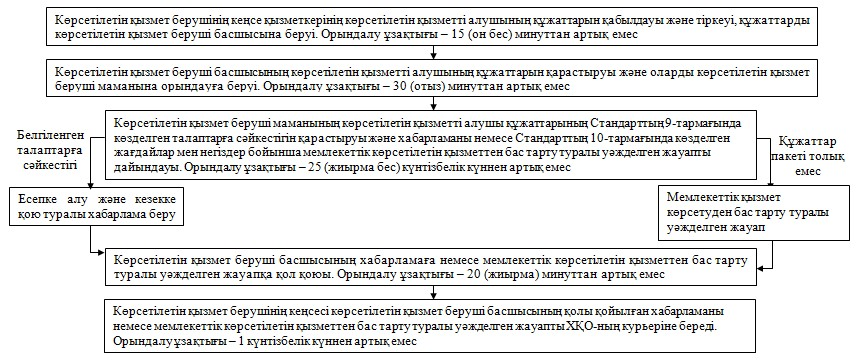 Көрсетілетін қызмет берушінің кеңсе қызметкерінің көрсетілетін қызметті алушының құжаттарын қабылдауы және тіркеуі, құжаттарды
көрсетілетін қызмет беруші басшысына беруі. Орындалу ұзақтығы – 15 (он бес) минуттан артық емес
Көрсетілетін қызмет беруші басшысының көрсетілетін қызметті алушының құжаттарын қарастыруы және оларды көрсетілетін қызмет
беруші маманына орындауға беруі. Орындалу ұзақтығы – 30 (отыз) минуттан артық емес
Көрсетілетін қызмет беруші маманының көрсетілетін қызметті алушы құжаттарының Стандарттың 9-тармағында
көзделген талаптарға сәйкестігін қарастыруы және хабарламаны немесе Стандарттың 10-тармағында көзделген
жағдайлар мен негіздер бойынша мемлекеттік көрсетілетін қызметтен бас тарту туралы уәжделген жауапты
дайындауы. Орындалу ұзақтығы – 25 (жиырма бес) күнтізбелік күннен артық емес
Белгіленген
талаптарға
сәйкестігі
Құжаттар
пакеті толық
емес
Есепке алу және кезекке
қою туралы хабарлама беру
Мемлекеттік қызмет
көрсетуден бас тарту туралы
уәжделген жауап
Көрсетілетін қызмет беруші басшысының хабарламаға немесе мемлекеттік көрсетілетін қызметтен бас тарту
туралы уәжделген жауапқа қол қоюы. Орындалу ұзақтығы – 20 (жиырма) минуттан артық емес
Көрсетілетін қызмет берушінің кеңсесі көрсетілетін қызмет беруші басшысының қолы қойылған хабарламаны
немесе мемлекеттік көрсетілетін қызметтен бас тарту туралы уәжделген жауапты ХҚО-ның курьеріне береді.
Орындалу ұзақтығы – 1 күнтізбелік күннен артық емес